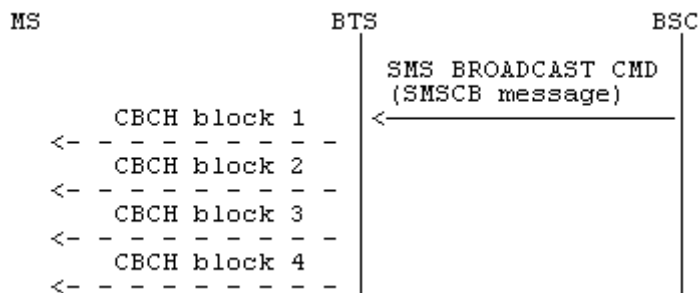 MS BTS BSC
SMS BROADCAST CMD
(SMSCB message)
CBCH block 1
CBCH block 2
CBCH block 3
CBCH block 4